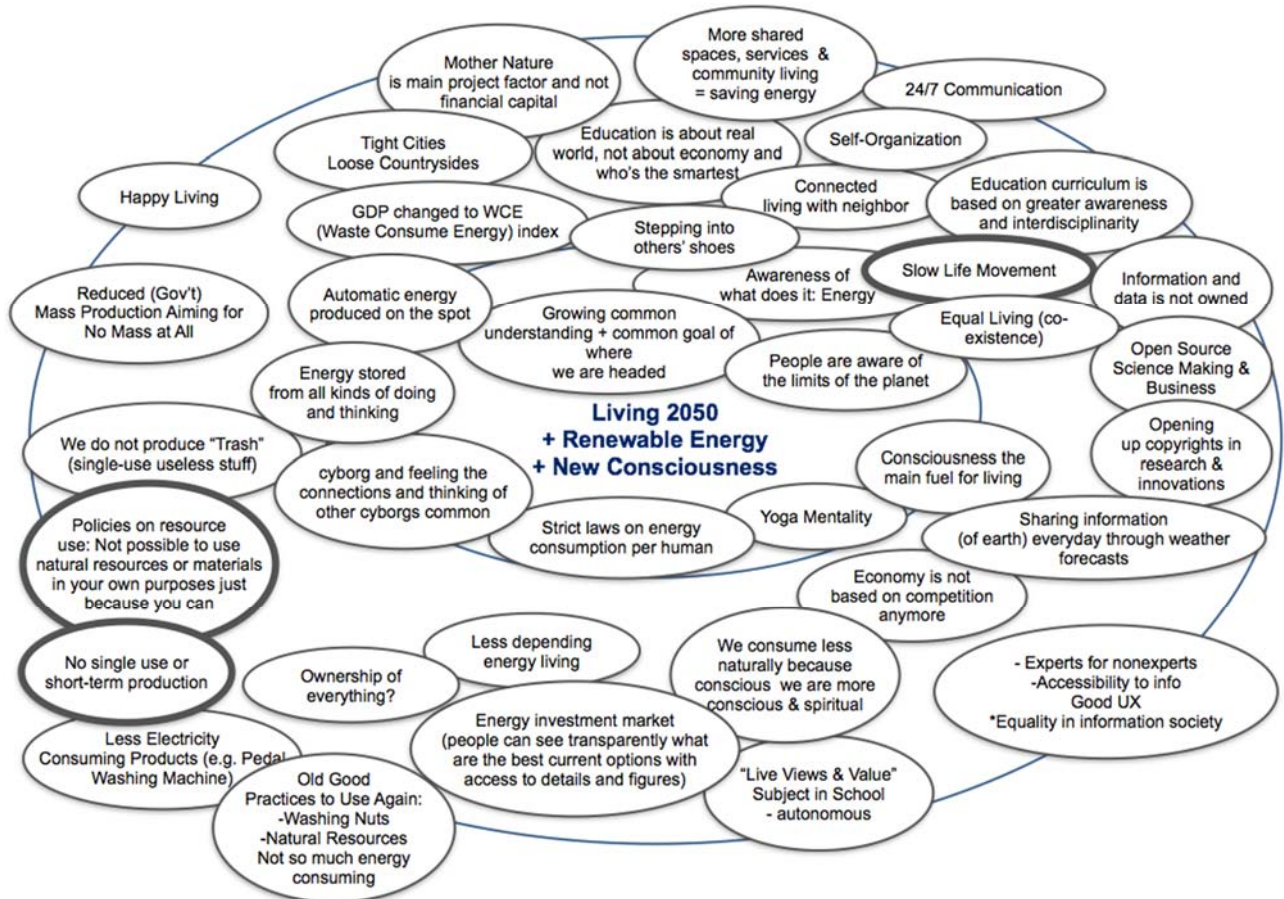 Mother Nature
is main project factor and not
financial capital
More shared
spaces, services &
community living
= saving energy
24/7 Communication
Tight Cities
Loose Countrysides
Education is about real
world, not about economy and
who's the smartest
Self-Organization
Happy Living
GDP changed to WCE
(Waste Consume Energy) index
Connected
living with neighbor
Education curriculum is
based on greater awareness
and interdisciplinarity
Stepping into
others' shoes
Reduced (Gov't)
Mass Production Aiming for
No Mass at All
Automatic energy
produced on the spot
Awareness of
what does it: Energy
Slow Life Movement
Information and
data is not owned
Growing common
understanding + common goal of
where
we are headed
Equal Living (co-
existence)
Energy stored
from all kinds of doing
and thinking
People are aware of
the limits of the planet
Open Source
Science Making &
Business
Living 2050
+ Renewable Energy
+ New Consciousness
We do not produce "Trash"
(single-use useless stuff)
cyborg and feeling the
connections and thinking of
other cyborgs common
Consciousness the
main fuel for living
Opening
up copyrights in
research &
innovations
Policies on resource
use: Not possible to use
natural resources or materials
in your own purposes just
because you can
Strict laws on energy
consumption per human
Yoga Mentality
Sharing information
(of earth) everyday through weather
forecasts
Economy is not
based on competition
anymore
No single use or
short-term production
Ownership of
everything?
Less depending
energy living
We consume less
naturally because
conscious we are more
conscious & spiritual
- Experts for nonexperts
-Accessibility to info
Good UX
*Equality in information society
Less Electricity
Consuming Products (e.g. Pedal
Washing Machine)
Energy investment market
(people can see transparently what
are the best current options with
access to details and figures)
Old Good
Practices to Use Again:
-Washing Nuts
-Natural Resources
Not so much energy
consuming
"Live Views & Value"
Subject in School
- autonomous